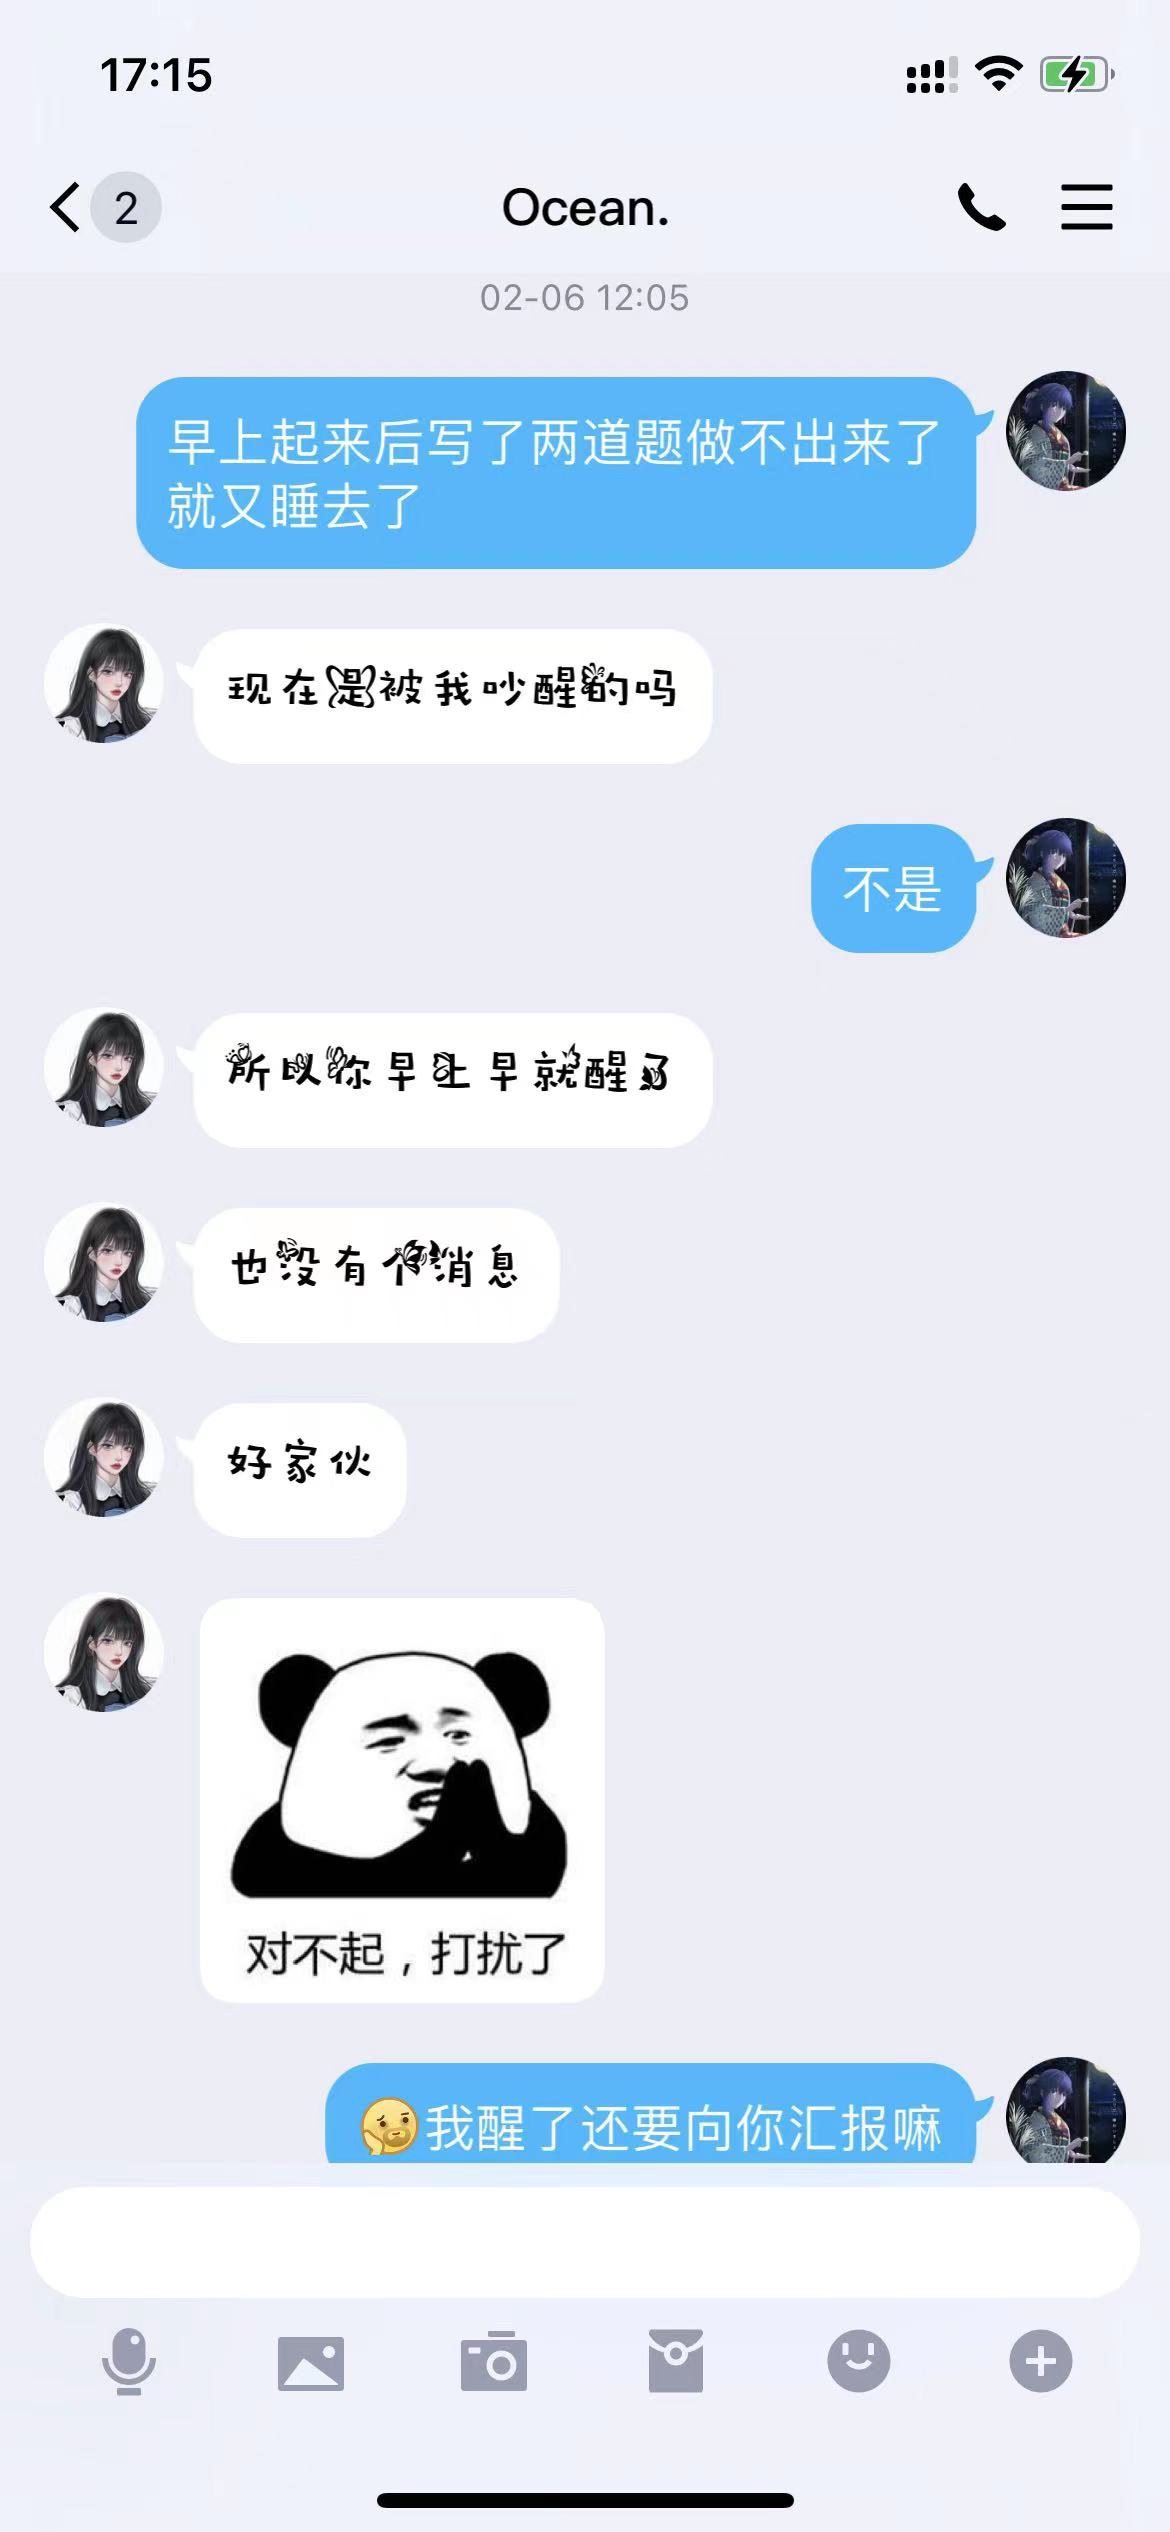 17:15
2
Ocean.
02-06 12:05
早上起来后写了两道题做不出来了
就又睡去了
现在是被我吵醒的吗
不是
所以你早上早就醒了
也没有个消息
好家伙
对不起，打扰了
我醒了还要向你汇报嘛